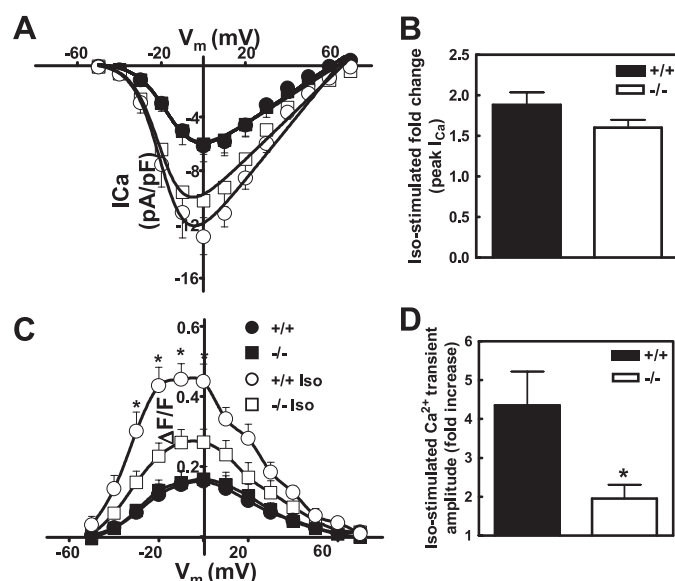 A
V_m (mV)
-60
-20
20
60
-4
-8
-12
-16
ICa
(pA/pF)
B
Iso-stimulated fold change
(peak I_Ca)
2.5
2.0
1.5
1.0
0.5
0.0
+/+
-/-
C
0.6
0.4
0.2
ΔF/F
* * * *
+/+
-/-
+/+ Iso
-/- Iso
-60
-20
20
60
V_m (mV)
D
Iso-stimulated Ca²⁺ transient
amplitude (fold increase)
6
5
4
3
2
1
+/+
-/-
*